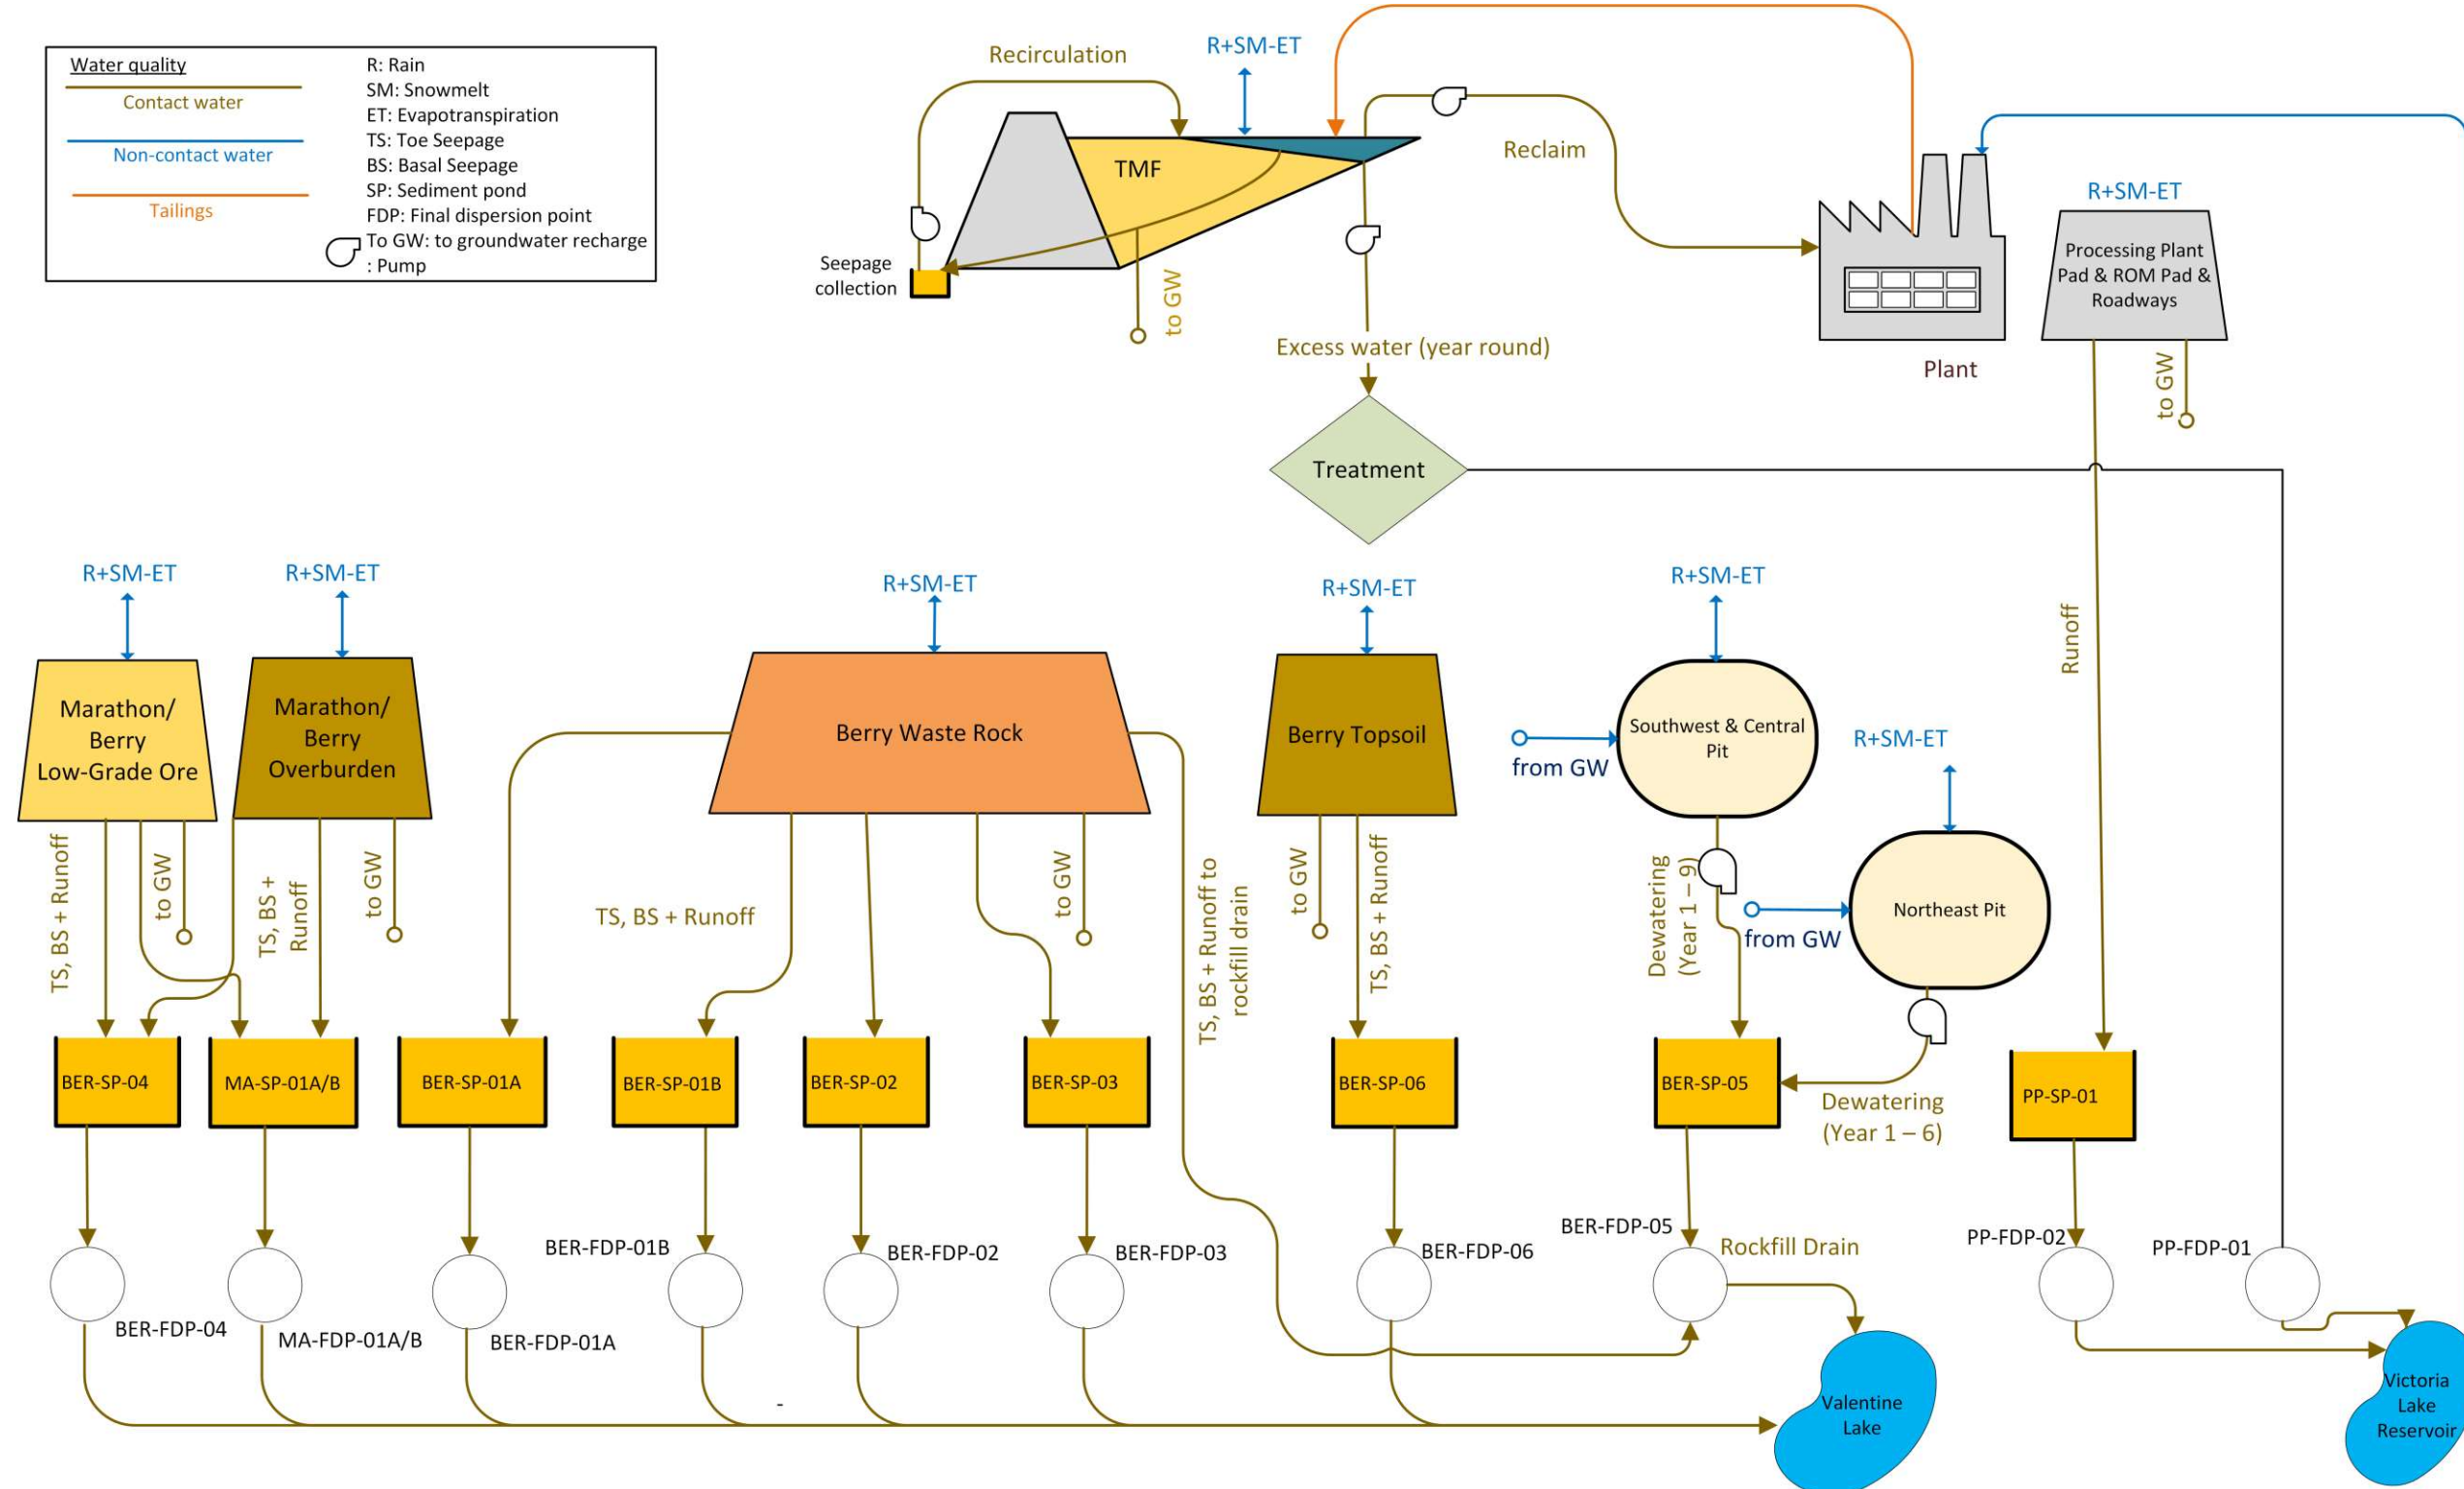 Water quality
Contact water
Non-contact water
Tailings
R: Rain
SM: Snowmelt
ET: Evapotranspiration
TS: Toe Seepage
BS: Basal Seepage
SP: Sediment pond
FDP: Final dispersion point
To GW: to groundwater recharge
: Pump
Recirculation
R+SM-ET
TMF
Reclaim
Seepage
collection
to GW
Excess water (year round)
Plant
R+SM-ET
Processing Plant
Pad & ROM Pad &
Roadways
to GW
Treatment
Runoff
R+SM-ET
R+SM-ET
R+SM-ET
R+SM-ET
R+SM-ET
R+SM-ET
Marathon/
Berry
Low-Grade Ore
Marathon/
Berry
Overburden
Berry Waste Rock
Berry Topsoil
Southwest & Central
Pit
from GW
Northeast Pit
from GW
TS, BS + Runoff
to GW
TS, BS +
Runoff
to GW
TS, BS + Runoff
to GW
TS, BS + Runoff to
rockfill drain
to GW
TS, BS + Runoff
Dewatering
(Year 1 – 9)
Dewatering
(Year 1 – 6)
BER-SP-04
MA-SP-01A/B
BER-SP-01A
BER-SP-01B
BER-SP-02
BER-SP-03
BER-SP-06
BER-SP-05
PP-SP-01
BER-FDP-04
MA-FDP-01A/B
BER-FDP-01A
BER-FDP-01B
BER-FDP-02
BER-FDP-03
BER-FDP-06
BER-FDP-05
Rockfill Drain
PP-FDP-02
PP-FDP-01
-
Valentine
Lake
Victoria
Lake
Reservoir